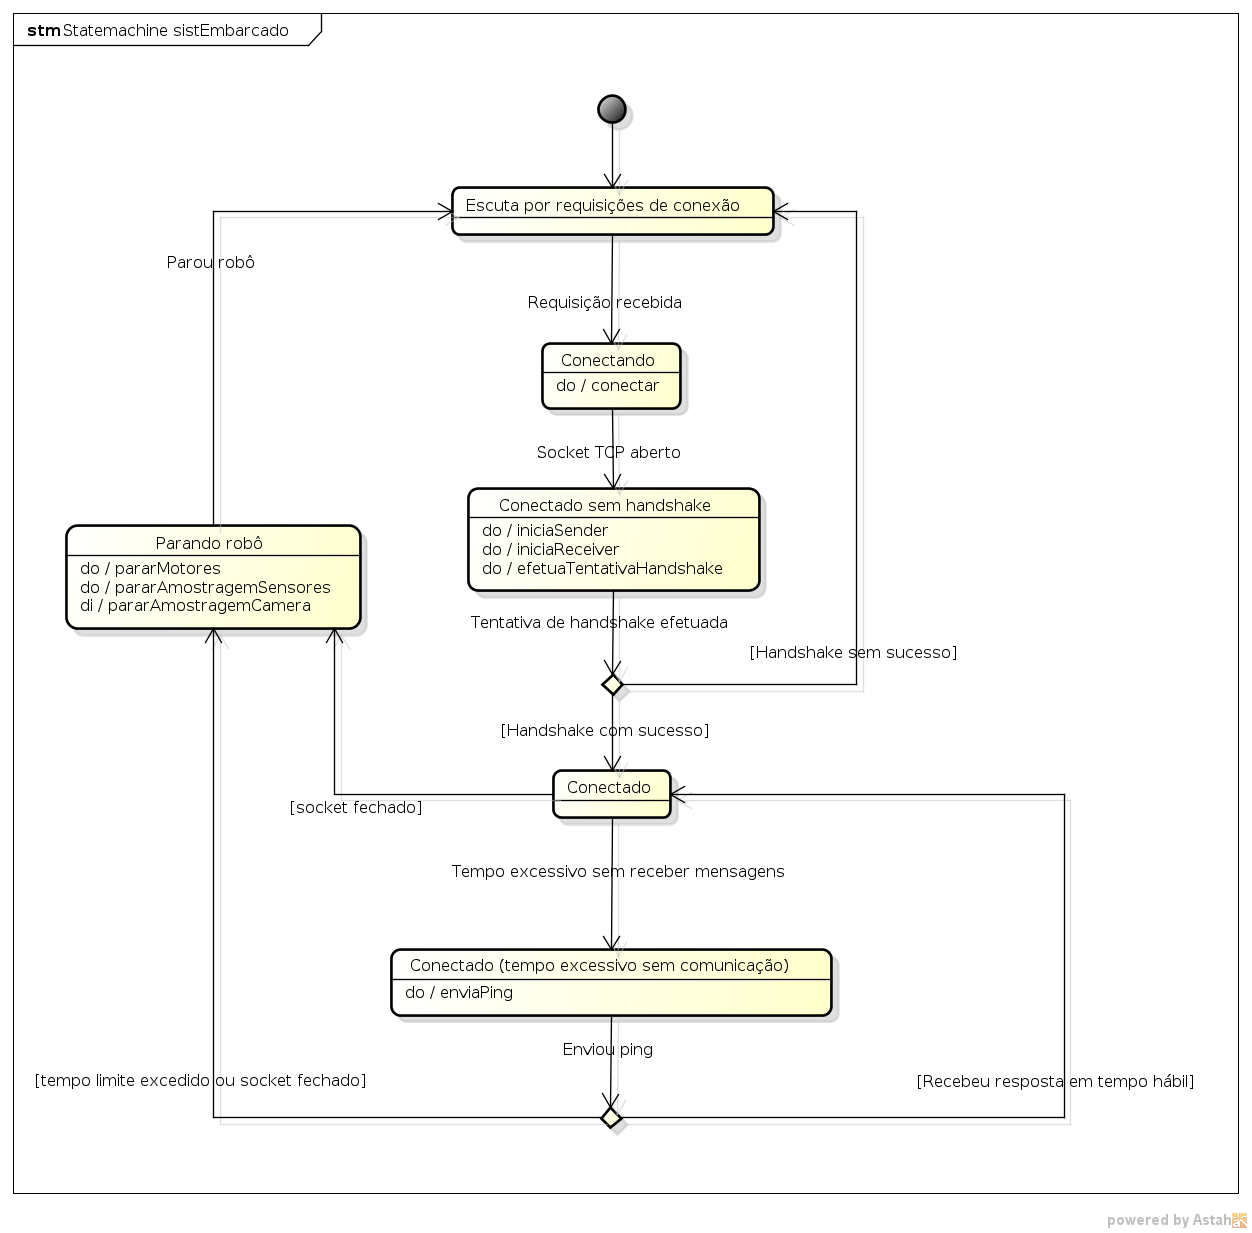 stm Statemachine sistEmbarcado
Escuta por requisições de conexão
Parou robô
Requisição recebida
Conectando
do / conectar
Socket TCP aberto
Conectado sem handshake
do / iniciaSender
do / iniciaReceiver
do / efetuaTentativaHandshake
Parando robô
do / pararMotores
do / pararAmostragemSensores
di / pararAmostragemCamera
Tentativa de handshake efetuada
[Handshake sem sucesso]
[Handshake com sucesso]
Conectado
[socket fechado]
Tempo excessivo sem receber mensagens
Conectado (tempo excessivo sem comunicação)
do / enviaPing
Enviou ping
[tempo limite excedido ou socket fechado]
[Recebeu resposta em tempo hábil]
powered by Astah